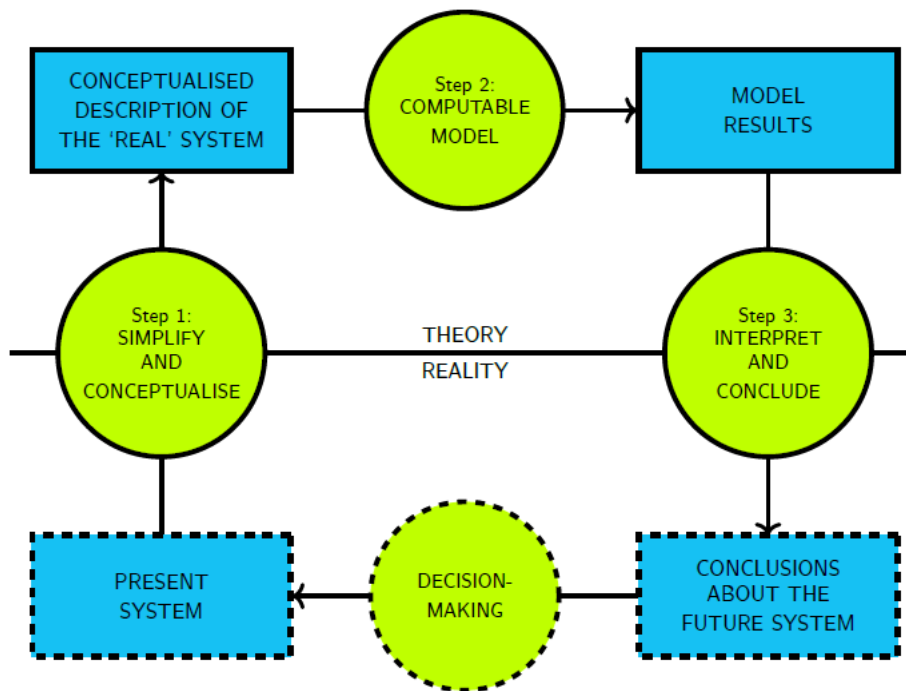 CONCEPTUALISED
DESCRIPTION OF
THE ‘REAL’ SYSTEM
Step 2:
COMPUTABLE
MODEL
MODEL
RESULTS
Step 1:
SIMPLIFY
AND
CONCEPTUALISE
THEORY
REALITY
Step 3:
INTERPRET
AND
CONCLUDE
PRESENT
SYSTEM
DECISION-
MAKING
CONCLUSIONS
ABOUT THE
FUTURE SYSTEM